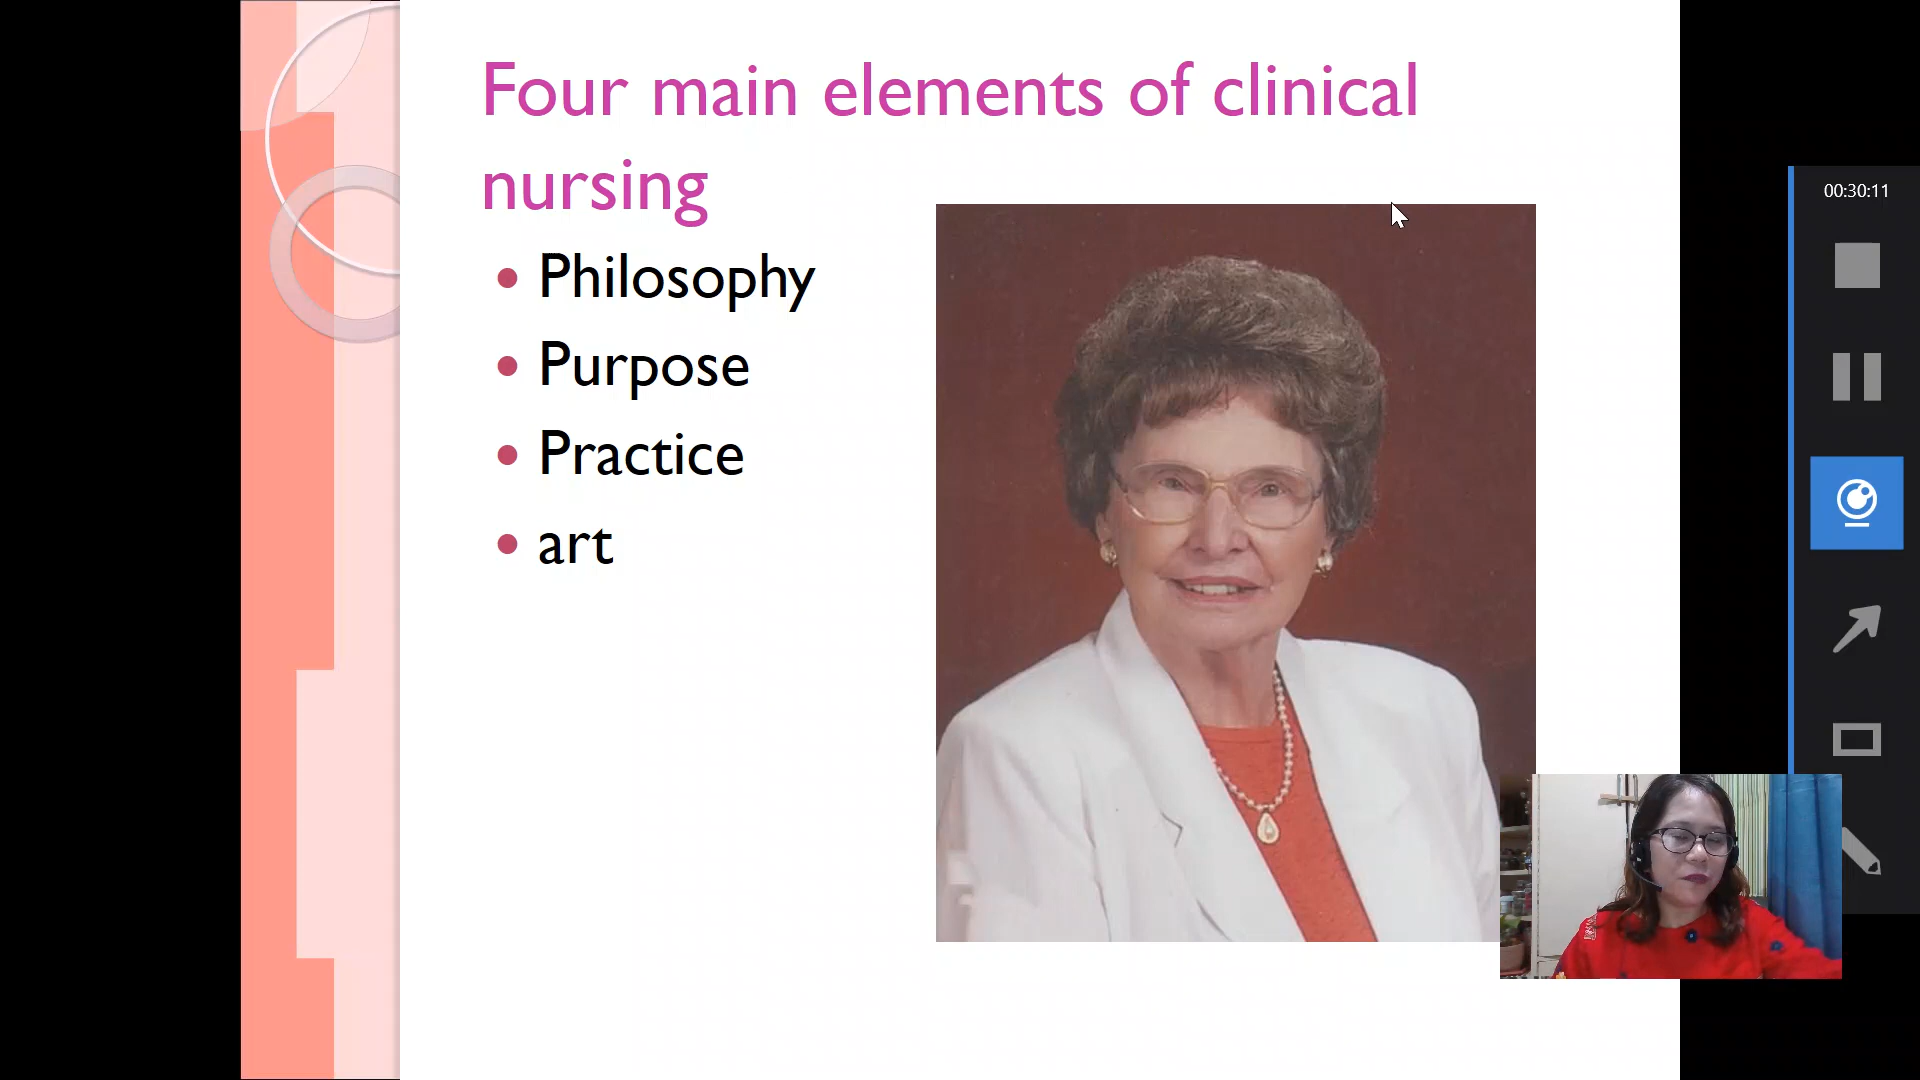 Four main elements of clinical
nursing
Philosophy
Purpose
Practice
art
00:30:11